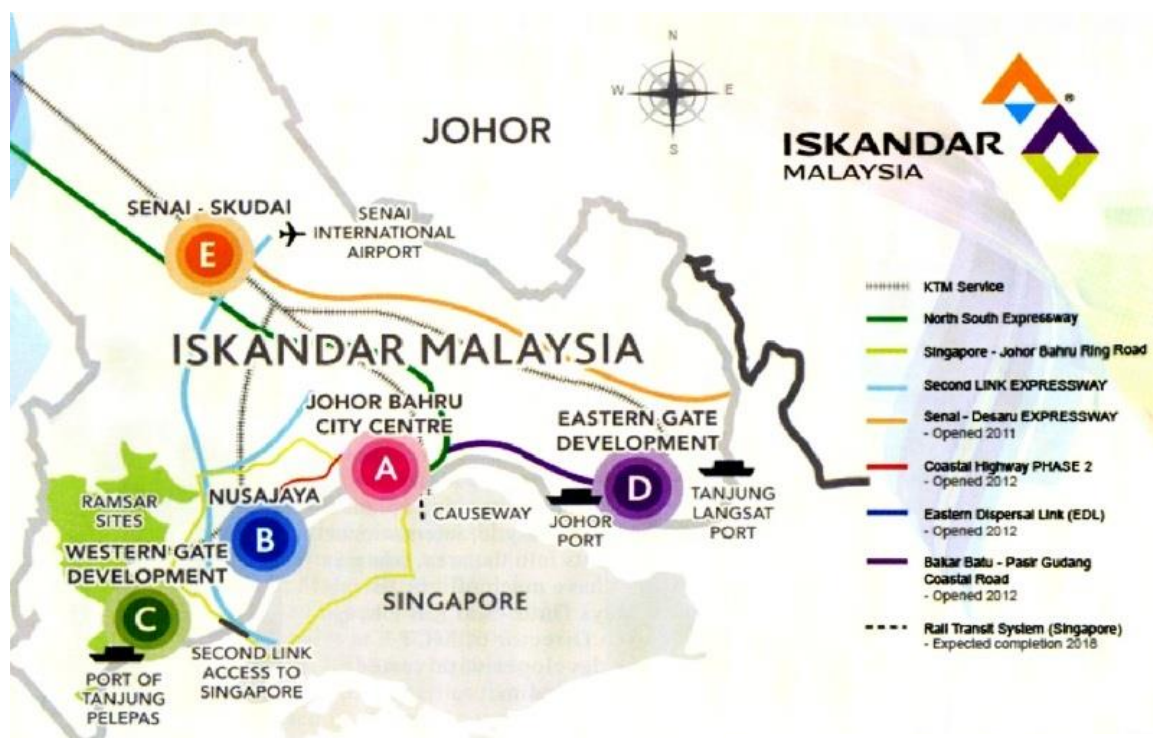 N
W
E
S
JOHOR
®
ISKANDAR
MALAYSIA
SENAI - SKUDAI
E
SENAI
INTERNATIONAL
AIRPORT
ISKANDAR MALAYSIA
JOHOR BAHRU
CITY CENTRE
A
EASTERN GATE
DEVELOPMENT
D
RAMSAR
SITES
NUSAJAYA
B
CAUSEWAY
JOHOR
PORT
TANJUNG
LANGSAT
PORT
WESTERN GATE
DEVELOPMENT
C
SINGAPORE
PORT OF
TANJUNG
PELEPAS
SECOND LINK
ACCESS TO
SINGAPORE
KTM Service
North South Expressway
Singapore - Johor Bahru Ring Road
Second LINK EXPRESSWAY
Senai - Desaru EXPRESSWAY
- Opened 2011
Coastal Highway PHASE 2
- Opened 2012
Eastern Dispersal Link (EDL)
- Opened 2012
Bakar Batu - Pasir Gudang
Coastal Road
- Opened 2012
Rail Transit System (Singapore)
- Expected completion 2018